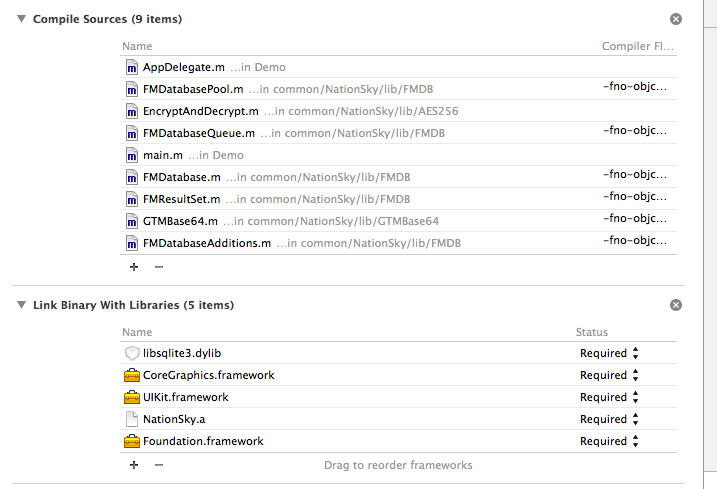 Compile Sources (9 items)
Name Compiler Fl...
AppDelegate.m ...in Demo
FMDatabasePool.m ...in common/NationSky/lib/FMDB -fno-objc...
EncryptAndDecrypt.m ...in common/NationSky/lib/AES256
FMDatabaseQueue.m ...in common/NationSky/lib/FMDB -fno-objc...
main.m ...in Demo
FMDatabase.m ...in common/NationSky/lib/FMDB -fno-objc...
FMResultSet.m ...in common/NationSky/lib/FMDB -fno-objc...
GTMBase64.m ...in common/NationSky/lib/GTMBase64 -fno-objc...
FMDatabaseAdditions.m ...in common/NationSky/lib/FMDB -fno-objc...
Link Binary With Libraries (5 items)
Name Status
libsqlite3.dylib Required
CoreGraphics.framework Required
UIKit.framework Required
NationSky.a Required
Foundation.framework Required
Drag to reorder frameworks